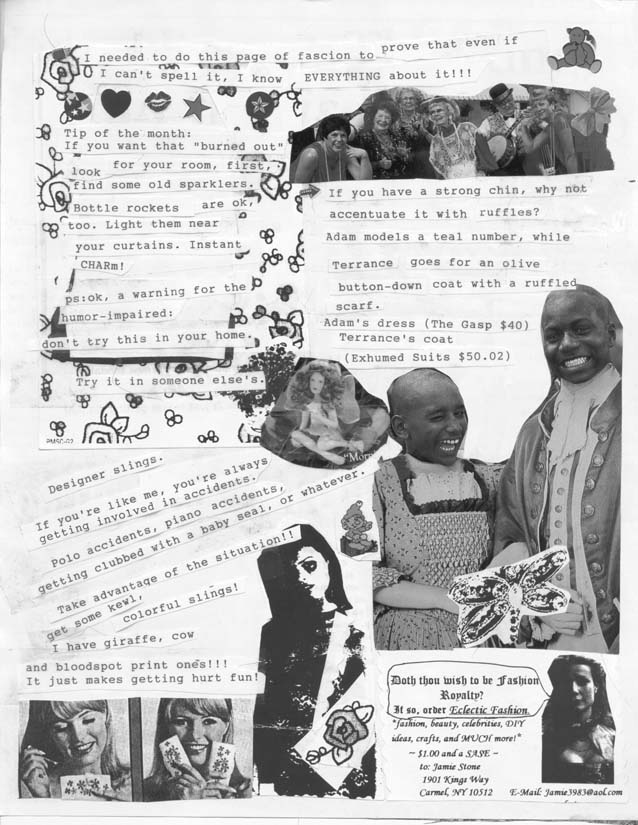 I needed to do this page of fascion to prove that even if
I can't spell it, I know EVERYTHING about it!!!
Tip of the month:
If you want that "burned out"
look for your room, first,
find some old sparklers.
Bottle rockets are ok,
too. Light them near
your curtains. Instant
CHARm!
ps:ok, a warning for the
humor-impaired:
don't try this in your home.
Try it in someone else's.
PMSC-02
If you have a strong chin, why not
accentuate it with ruffles?
Adam models a teal number, while
Terrance goes for an olive
button-down coat with a ruffled
scarf.
Adam's dress (The Gasp $40)
Terrance's coat
(Exhumed Suits $50.02)
Designer slings.
If you're like me, you're always
getting involved in accidents.
Polo accidents, piano accidents,
getting clubbed with a baby seal, or whatever.
Take advantage of the situation!!
get some kewl,
colorful slings!
I have giraffe, cow
and bloodspot print ones!!!
It just makes getting hurt fun!
Doth thou wish to be Fashion
Royalty?
If so, order Eclectic Fashion.
*fashion, beauty, celebrities, DIY
ideas, crafts, and MUCH more!*
~ $1.00 and a SASE ~
to: Jamie Stone
1901 Kings Way
Carmel, NY 10512 E-Mail: Jamie3983@aol.com